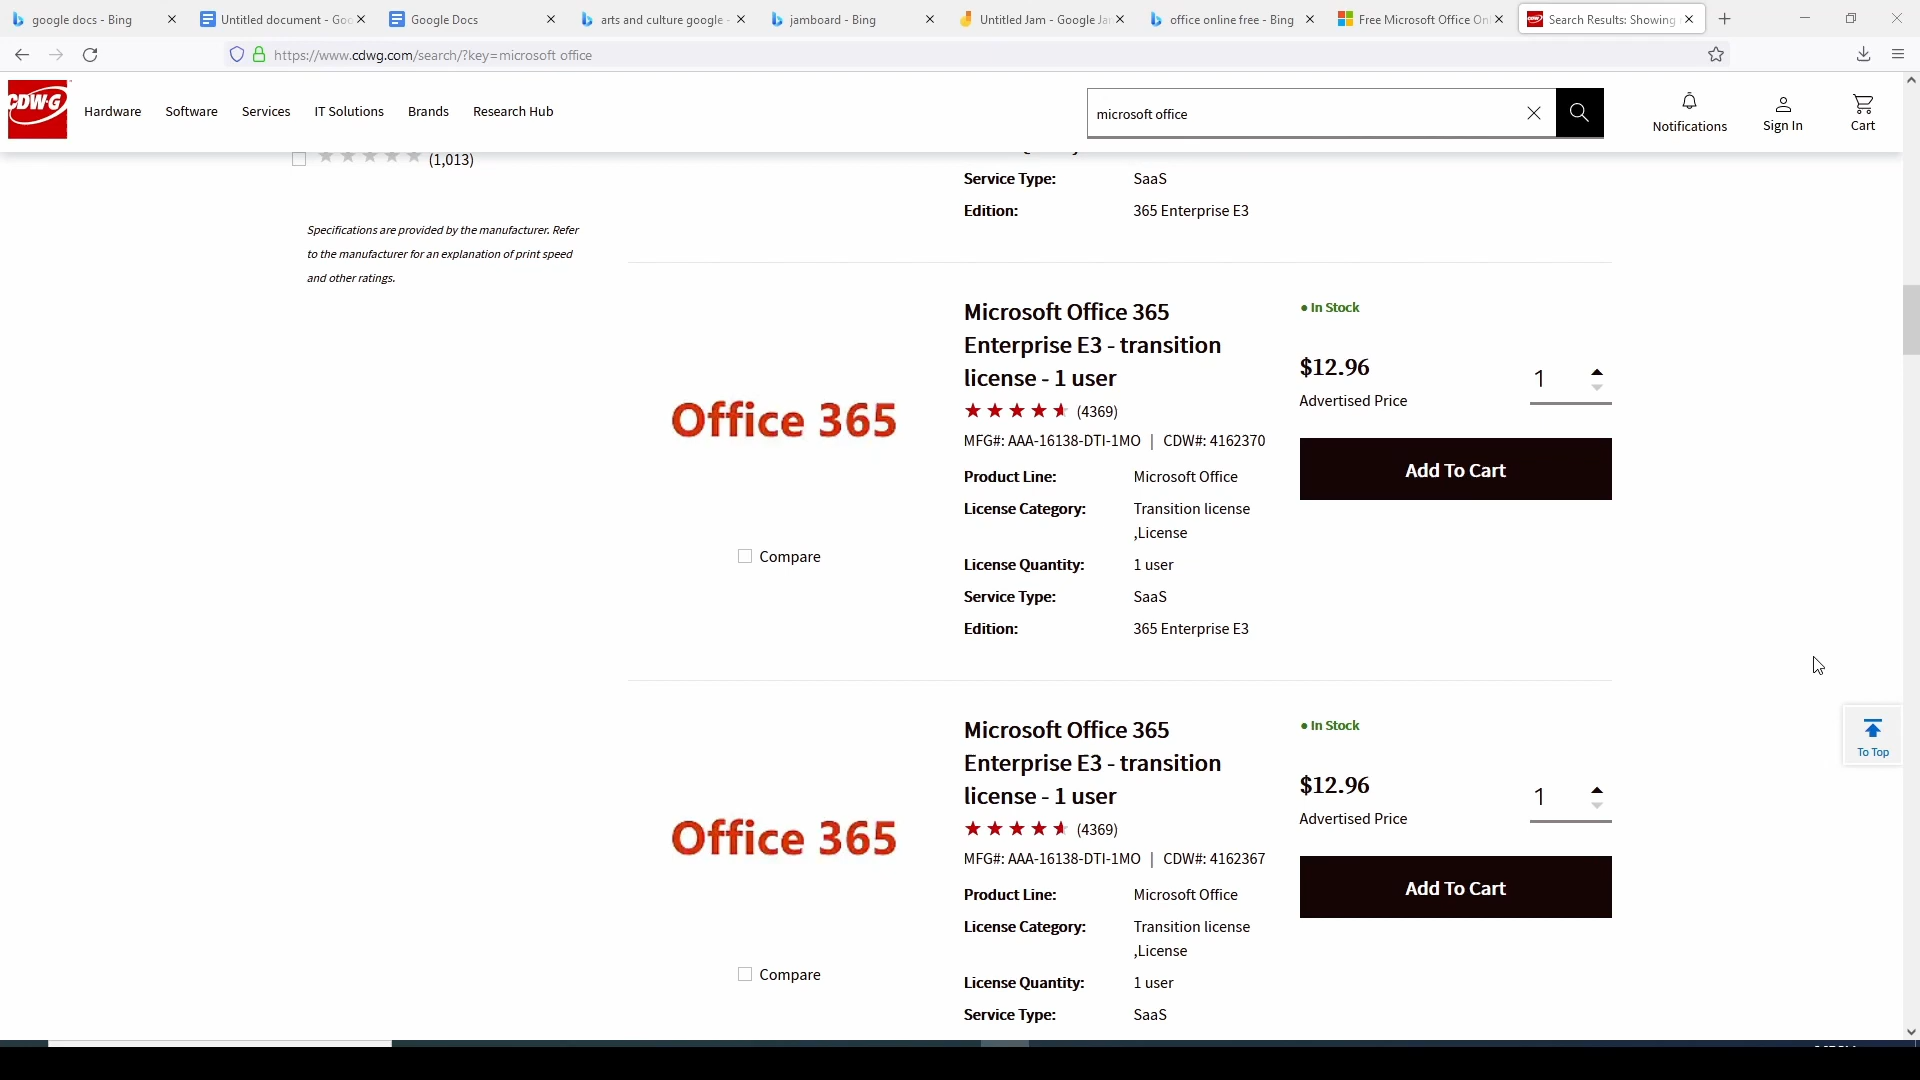 google docs - Bing
Untitled document - Goo
Google Docs
arts and culture google -
jamboard - Bing
Untitled Jam - Google Ja
office online free - Bing
Free Microsoft Office On
Search Results: Showing
https://www.cdwg.com/search/?key=microsoft office
CDW·G
Hardware
Software
Services
IT Solutions
Brands
Research Hub
microsoft office
Notifications
Sign In
Cart
(1,013)
Specifications are provided by the manufacturer. Refer
to the manufacturer for an explanation of print speed
and other ratings.
Service Type: SaaS
Edition: 365 Enterprise E3
Office 365
Compare
Microsoft Office 365
Enterprise E3 - transition
license - 1 user
(4369)
MFG#: AAA-16138-DTI-1MO | CDW#: 4162370
Product Line: Microsoft Office
License Category: Transition license
,License
License Quantity: 1 user
Service Type: SaaS
Edition: 365 Enterprise E3
• In Stock
$12.96
Advertised Price
1
Add To Cart
Office 365
Compare
Microsoft Office 365
Enterprise E3 - transition
license - 1 user
(4369)
MFG#: AAA-16138-DTI-1MO | CDW#: 4162367
Product Line: Microsoft Office
License Category: Transition license
,License
License Quantity: 1 user
Service Type: SaaS
• In Stock
$12.96
Advertised Price
1
Add To Cart
To Top